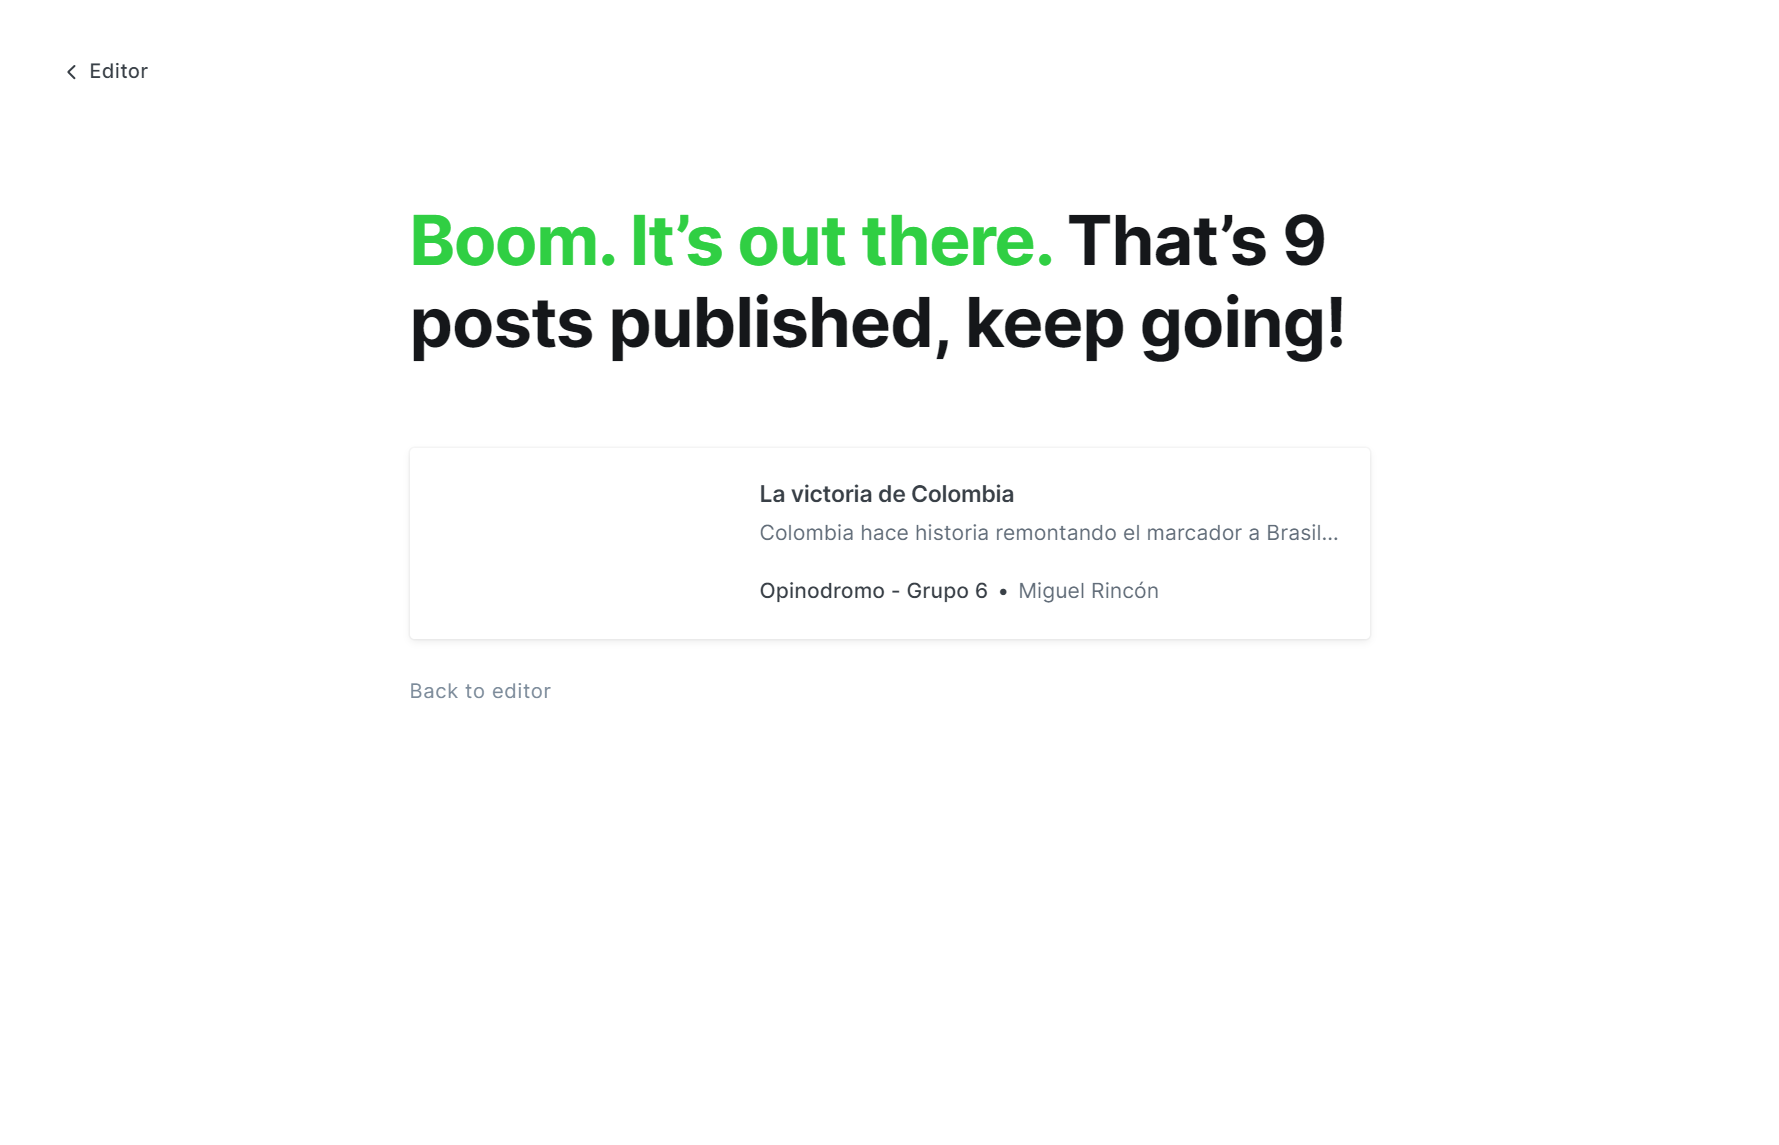 Editor
Boom. It’s out there. That’s 9
posts published, keep going!
La victoria de Colombia
Colombia hace historia remontando el marcador a Brasil...
Opinodromo - Grupo 6 • Miguel Rincón
Back to editor